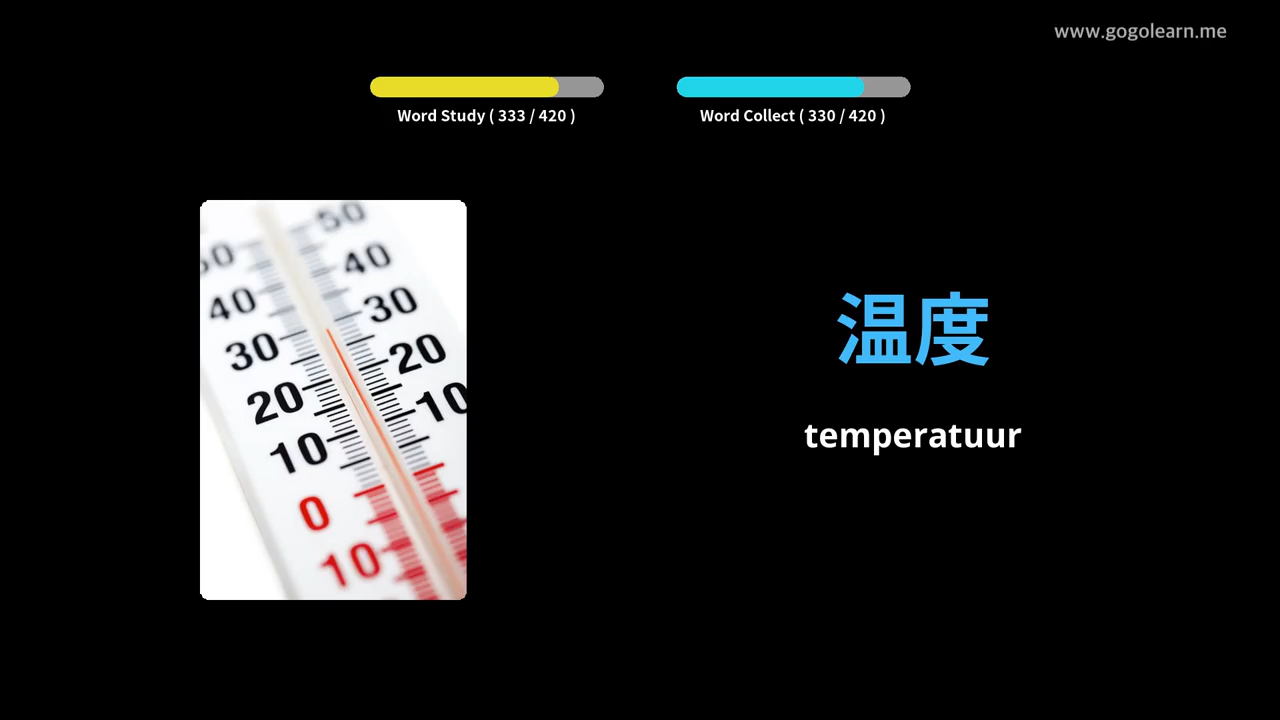 www.gogolearn.me
Word Study ( 333 / 420 )
Word Collect ( 330 / 420 )
50
40
40
30
30
20
20
10
10
0
10
温度
temperatuur